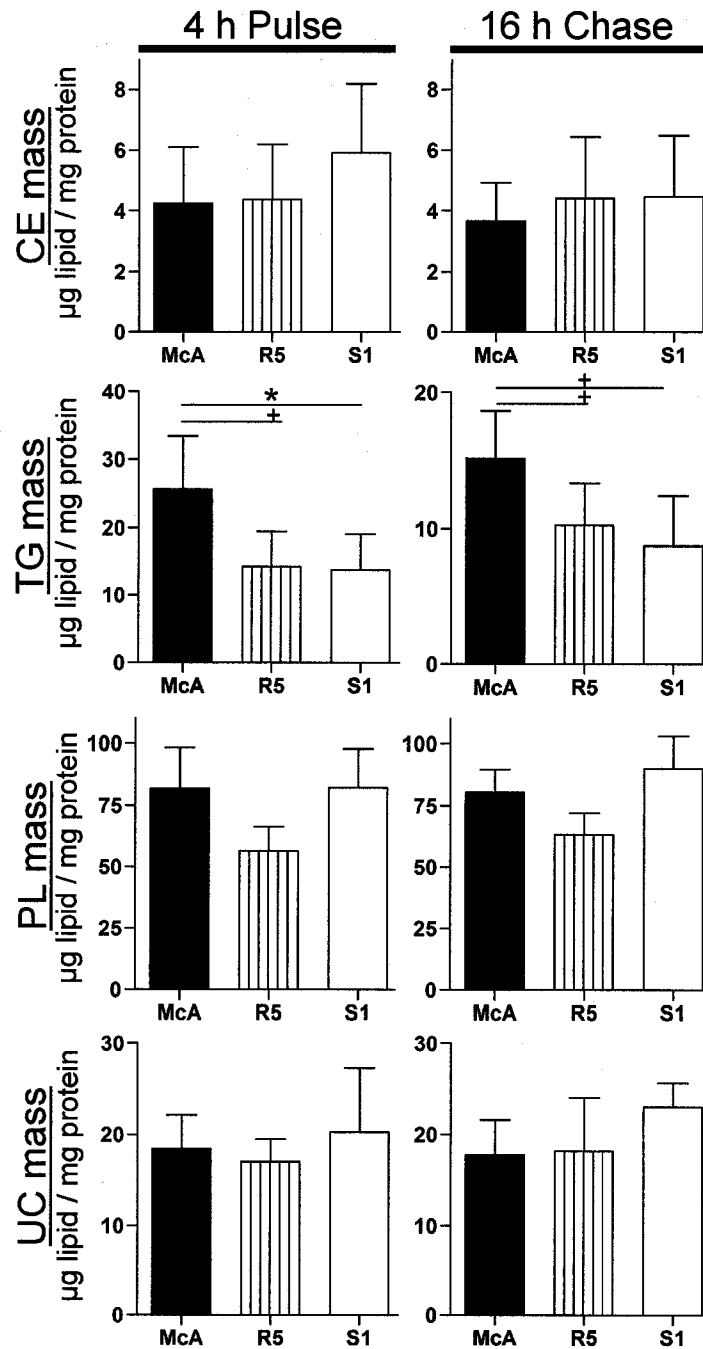 4 h Pulse
16 h Chase
CE mass
µg lipid / mg protein
8
6
4
2
0
McA R5 S1
8
6
4
2
0
McA R5 S1
TG mass
µg lipid / mg protein
40
30
20
10
0
*
+
McA R5 S1
20
10
0
+
+
McA R5 S1
PL mass
µg lipid / mg protein
100
75
50
25
0
McA R5 S1
100
75
50
25
0
McA R5 S1
UC mass
µg lipid / mg protein
30
20
10
0
McA R5 S1
30
20
10
0
McA R5 S1